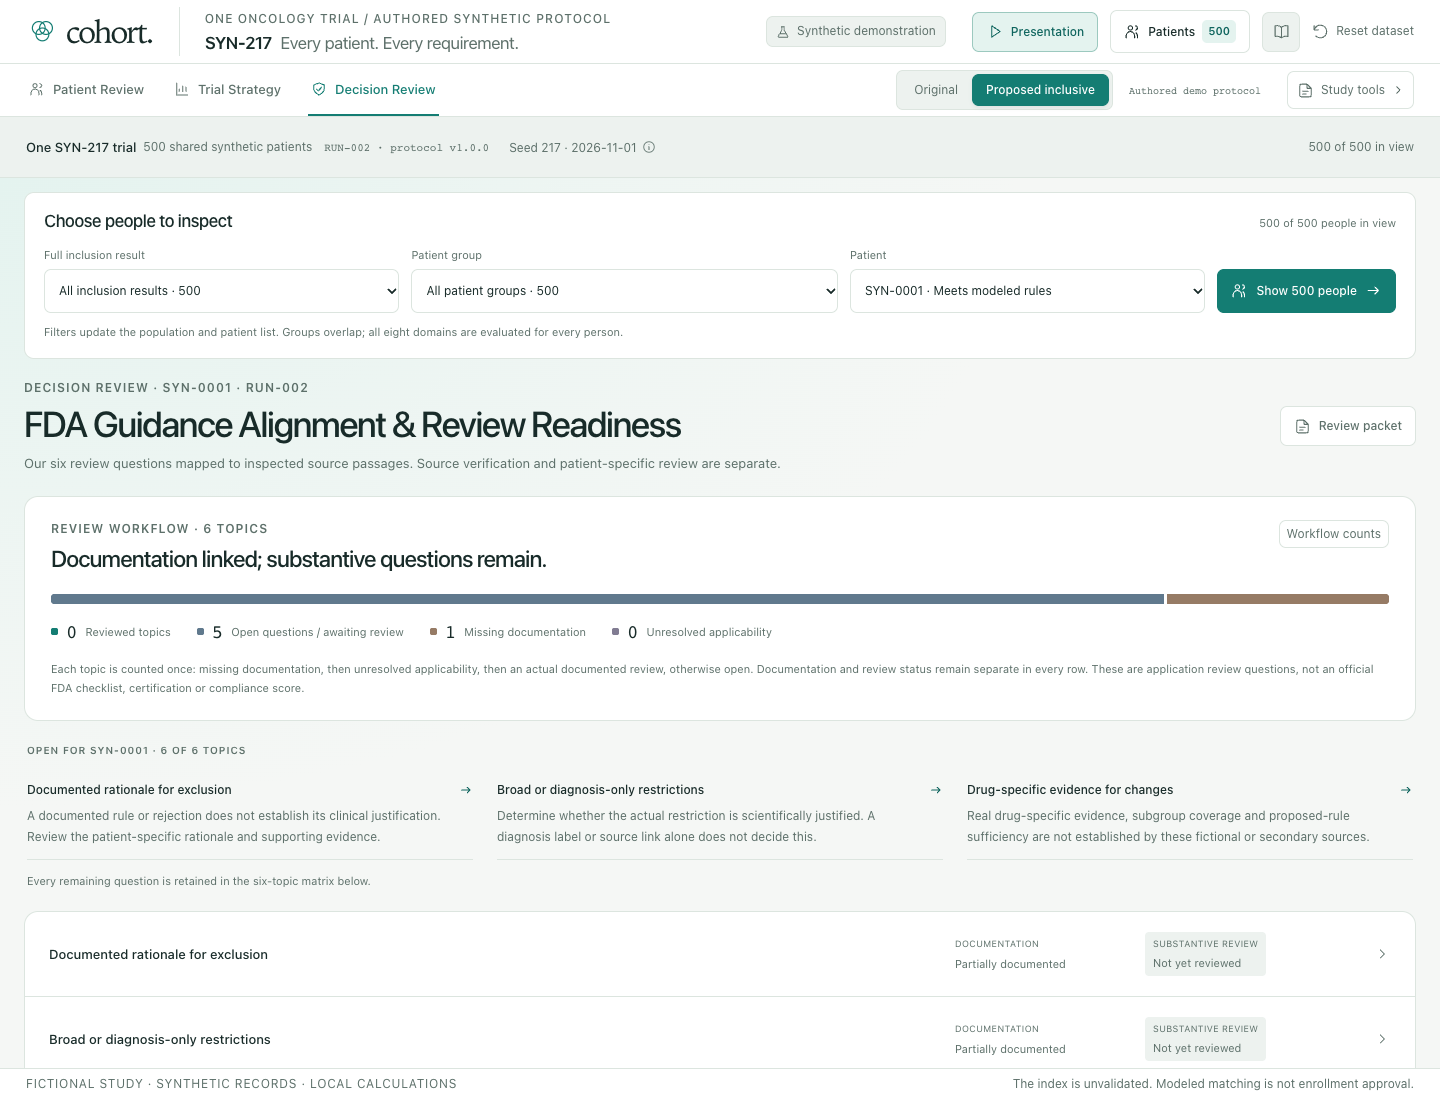 cohort.
ONE ONCOLOGY TRIAL / AUTHORED SYNTHETIC PROTOCOL
SYN-217 Every patient. Every requirement.
Synthetic demonstration
Presentation
Patients 500
Reset dataset
Patient Review
Trial Strategy
Decision Review
Original
Proposed inclusive
Authored demo protocol
Study tools
One SYN-217 trial 500 shared synthetic patients RUN-002 · protocol v1.0.0 Seed 217 · 2026-11-01
500 of 500 in view
Choose people to inspect
500 of 500 people in view
Full inclusion result
Patient group
Patient
All inclusion results · 500
All patient groups · 500
SYN-0001 · Meets modeled rules
Show 500 people
Filters update the population and patient list. Groups overlap; all eight domains are evaluated for every person.
DECISION REVIEW · SYN-0001 · RUN-002
FDA Guidance Alignment & Review Readiness
Review packet
Our six review questions mapped to inspected source passages. Source verification and patient-specific review are separate.
REVIEW WORKFLOW · 6 TOPICS
Workflow counts
Documentation linked; substantive questions remain.
0 Reviewed topics
5 Open questions / awaiting review
1 Missing documentation
0 Unresolved applicability
Each topic is counted once: missing documentation, then unresolved applicability, then an actual documented review, otherwise open. Documentation and review status remain separate in every row. These are application review questions, not an official
FDA checklist, certification or compliance score.
OPEN FOR SYN-0001 · 6 OF 6 TOPICS
Documented rationale for exclusion
A documented rule or rejection does not establish its clinical justification.
Review the patient-specific rationale and supporting evidence.
Broad or diagnosis-only restrictions
Determine whether the actual restriction is scientifically justified. A
diagnosis label or source link alone does not decide this.
Drug-specific evidence for changes
Real drug-specific evidence, subgroup coverage and proposed-rule
sufficiency are not established by these fictional or secondary sources.
Every remaining question is retained in the six-topic matrix below.
Documented rationale for exclusion
DOCUMENTATION
Partially documented
SUBSTANTIVE REVIEW
Not yet reviewed
Broad or diagnosis-only restrictions
DOCUMENTATION
Partially documented
SUBSTANTIVE REVIEW
Not yet reviewed
FICTIONAL STUDY · SYNTHETIC RECORDS · LOCAL CALCULATIONS
The index is unvalidated. Modeled matching is not enrollment approval.